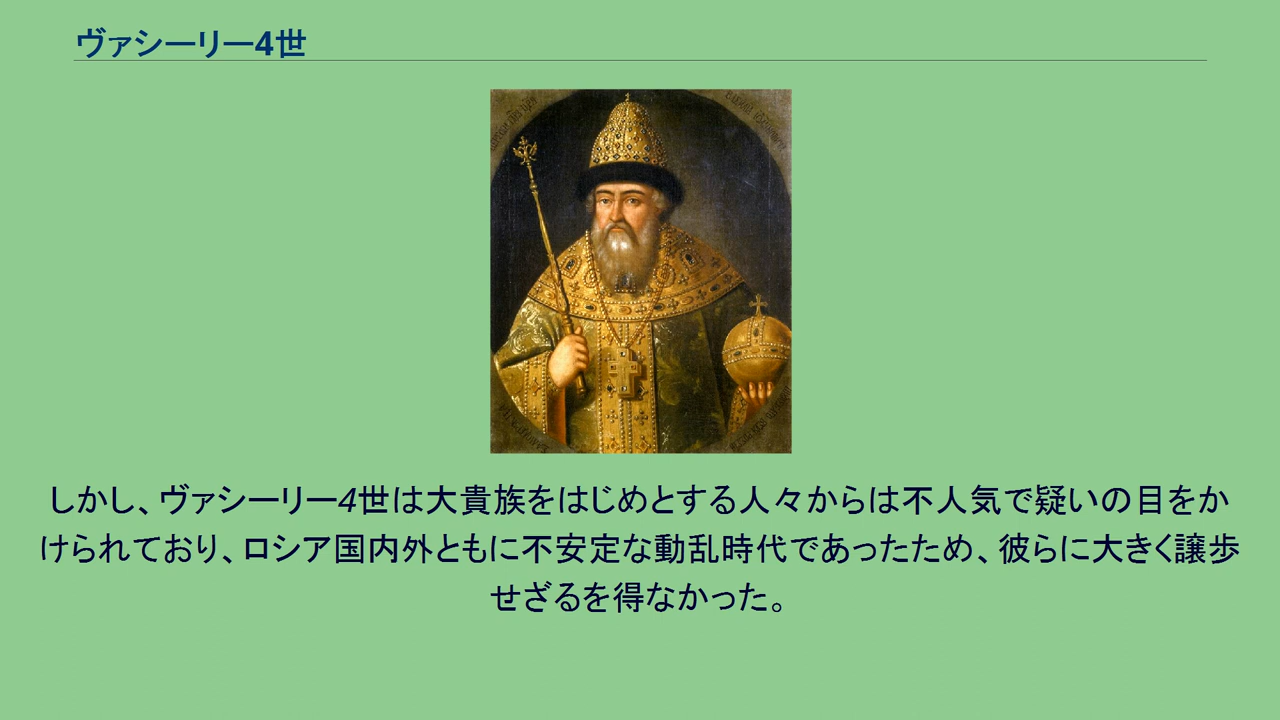 ヴァシーリー4世
しかし、ヴァシーリー4世は大貴族をはじめとする人々からは不人気で疑いの目をか
けられており、ロシア国内外ともに不安定な動乱時代であったため、彼らに大きく譲歩
せざるを得なかった。